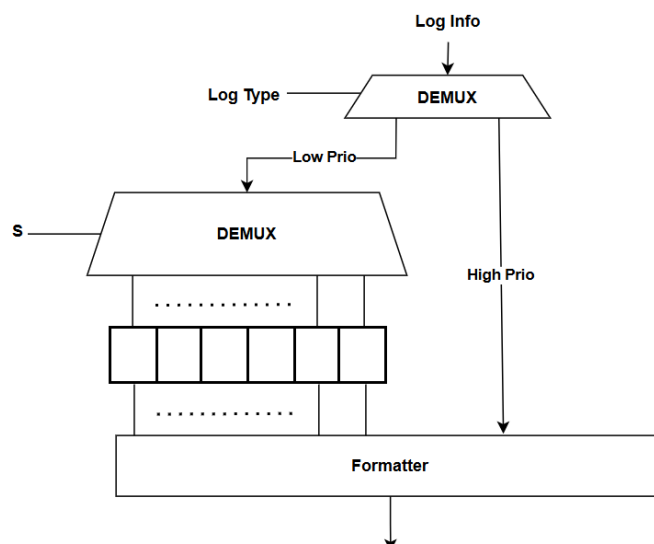 Log Info
Log Type
DEMUX
Low Prio
S
DEMUX
High Prio
Formatter